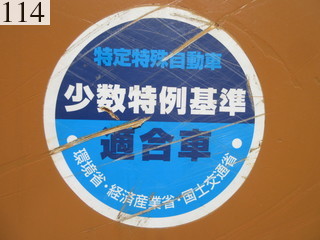 114
特定特殊自動車
少数特例基準
適合車
環境省・経済産業省・国土交通省